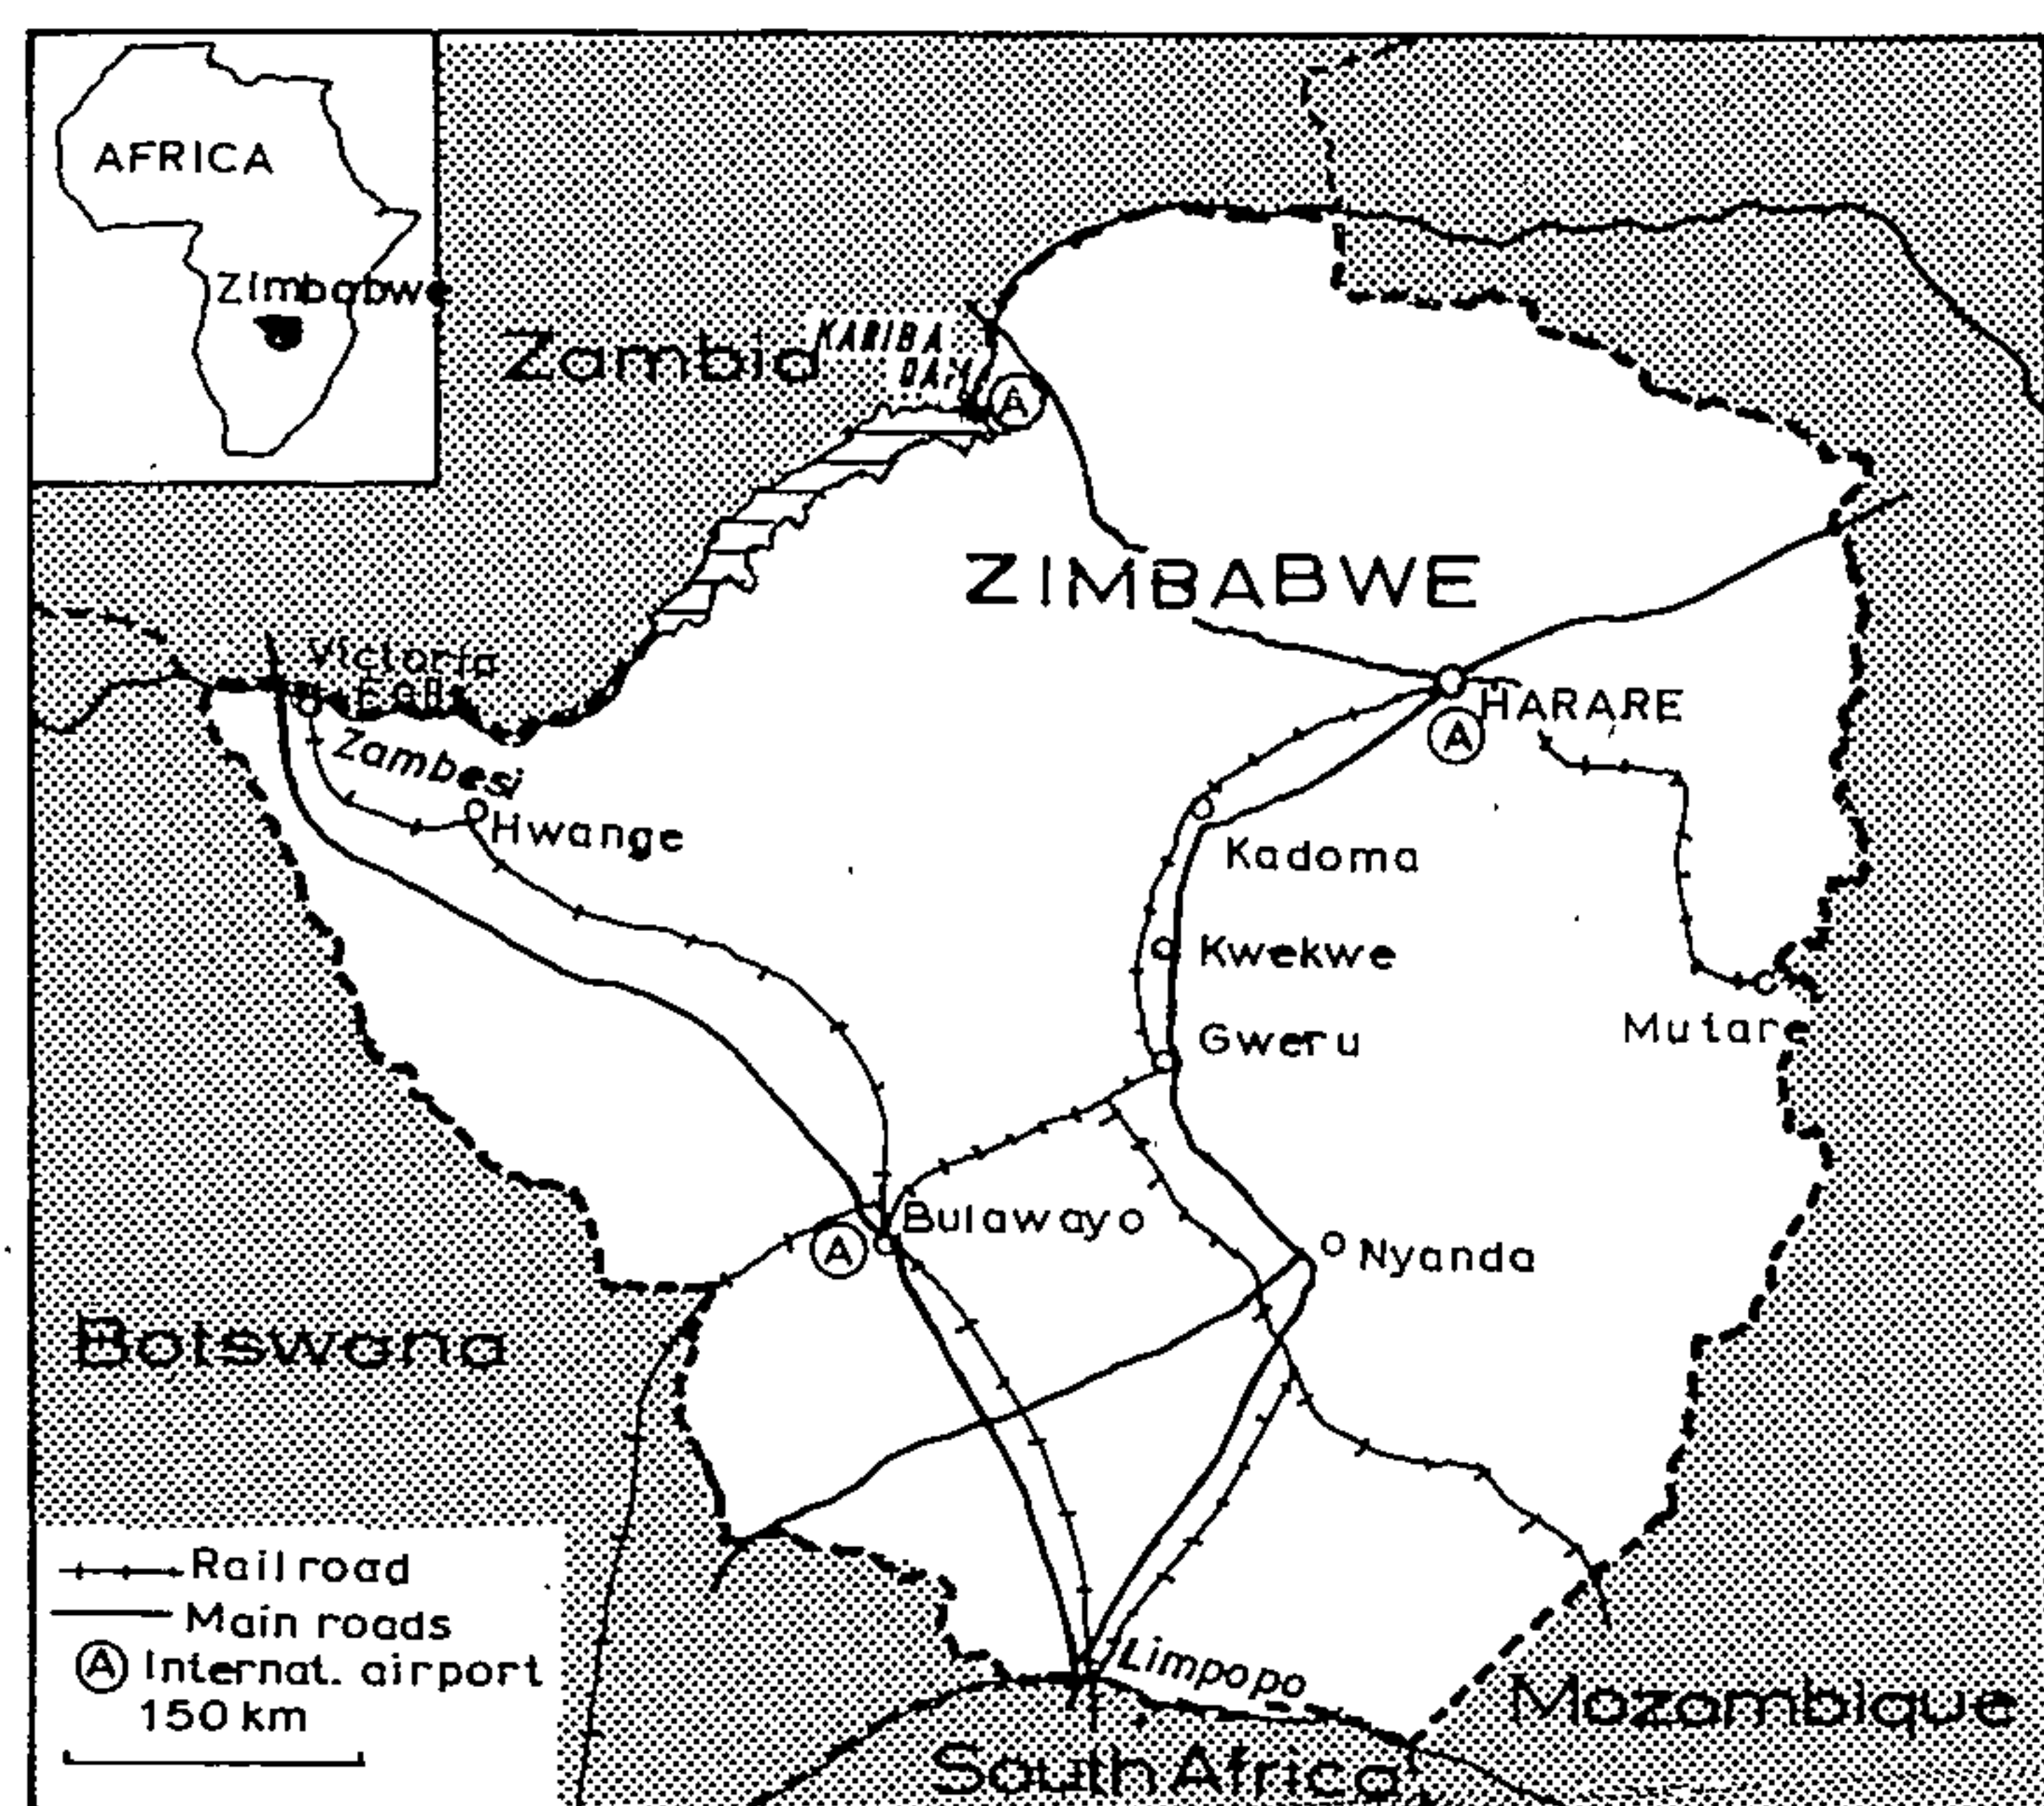 AFRICA
Zimbabwe
Zambia
KARIBA
DAM
A
ZIMBABWE
Victoria
Falls
Zambesi
HARARE
A
Hwange
Kadoma
Kwekwe
Gweru
Mutare
Bulawayo
A
Nyanda
Botswana
Railroad
Main roads
A Internat. airport
150 km
Limpopo
Mozambique
South Africa